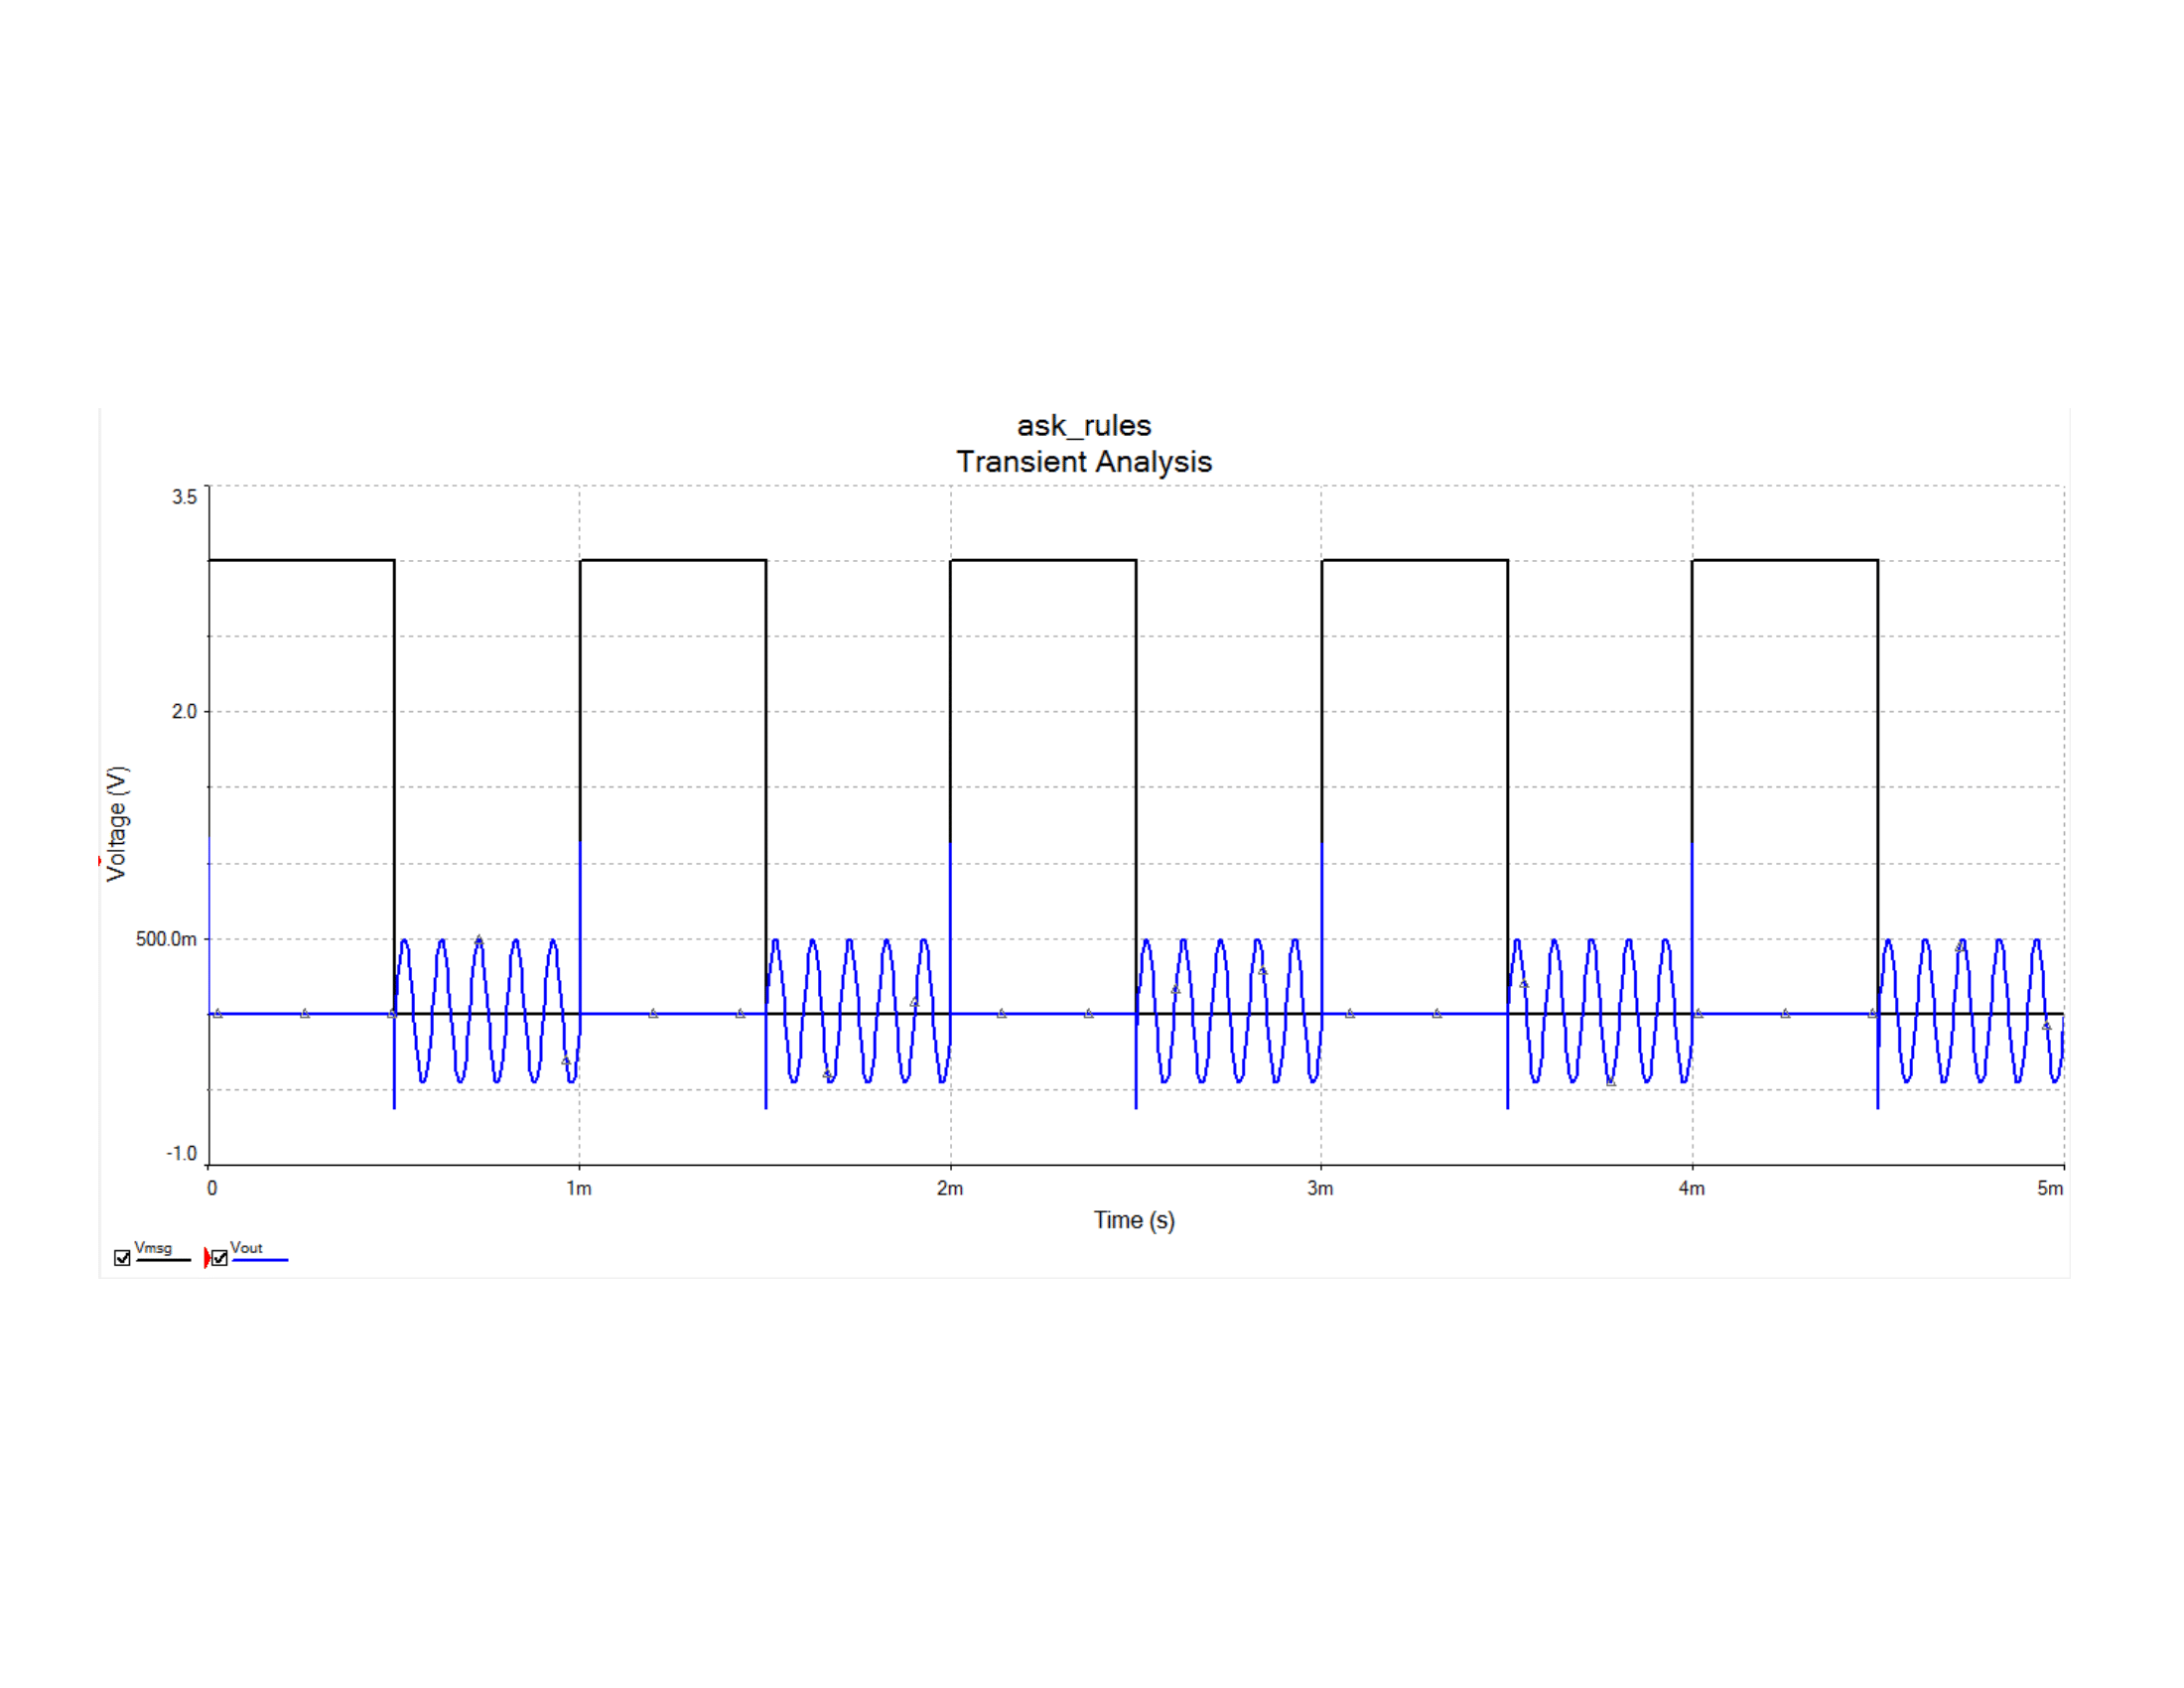 ask_rules
Transient Analysis
3.5
2.0
500.0m
-1.0
Voltage (V)
0 1m 2m 3m 4m 5m
Time (s)
Vmsg Vout